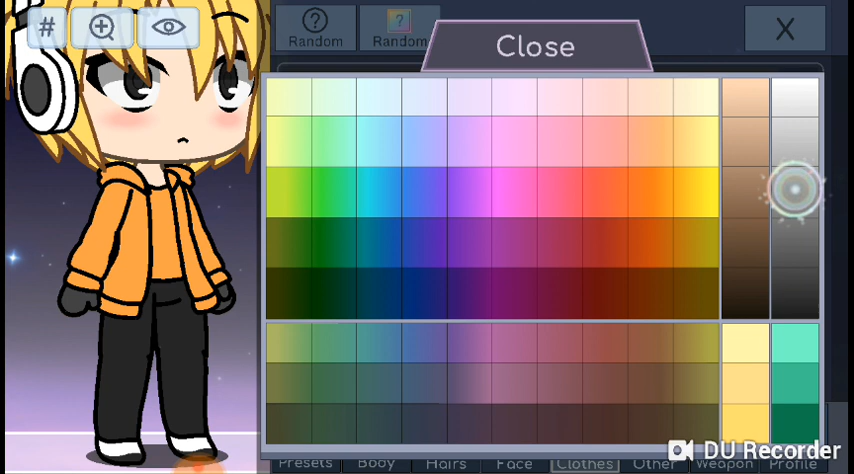 #
? ?
Random Random
Close
X
Presets Body Hairs Face Clothes Other Weapon Profile
DU Recorder